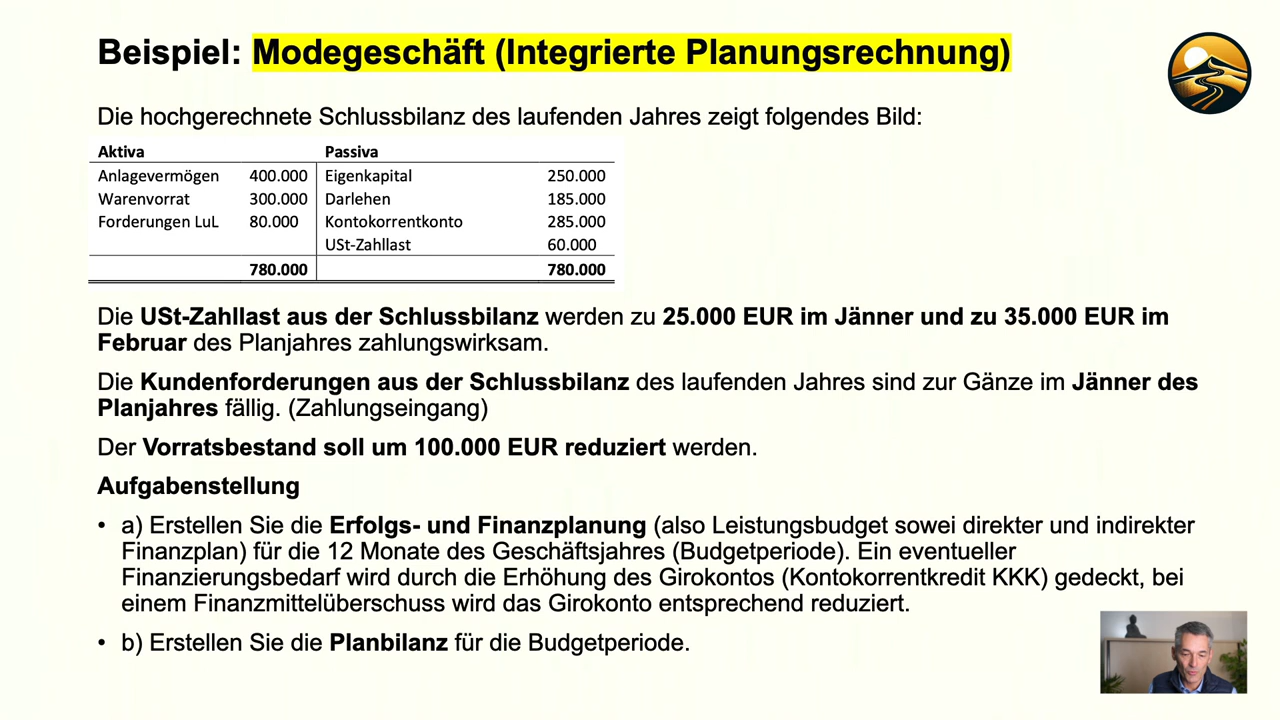 Beispiel: Modegeschäft (Integrierte Planungsrechnung)
Die hochgerechnete Schlussbilanz des laufenden Jahres zeigt folgendes Bild:
Aktiva Passiva
Anlagevermögen 400.000 Eigenkapital 250.000
Warenvorrat 300.000 Darlehen 185.000
Forderungen LuL 80.000 Kontokorrentkonto 285.000
USt-Zahllast 60.000
780.000 780.000
Die USt-Zahllast aus der Schlussbilanz werden zu 25.000 EUR im Jänner und zu 35.000 EUR im
Februar des Planjahres zahlungswirksam.
Die Kundenforderungen aus der Schlussbilanz des laufenden Jahres sind zur Gänze im Jänner des
Planjahres fällig. (Zahlungseingang)
Der Vorratsbestand soll um 100.000 EUR reduziert werden.
Aufgabenstellung
• a) Erstellen Sie die Erfolgs- und Finanzplanung (also Leistungsbudget sowei direkter und indirekter
Finanzplan) für die 12 Monate des Geschäftsjahres (Budgetperiode). Ein eventueller
Finanzierungsbedarf wird durch die Erhöhung des Girokontos (Kontokorrentkredit KKK) gedeckt, bei
einem Finanzmittelüberschuss wird das Girokonto entsprechend reduziert.
• b) Erstellen Sie die Planbilanz für die Budgetperiode.